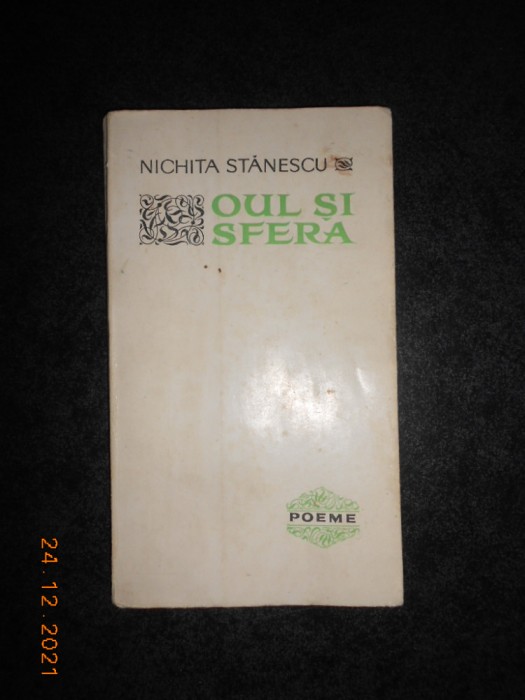 NICHITA STĂNESCU
OUL ȘI
SFERA
POEME
24.12.2021